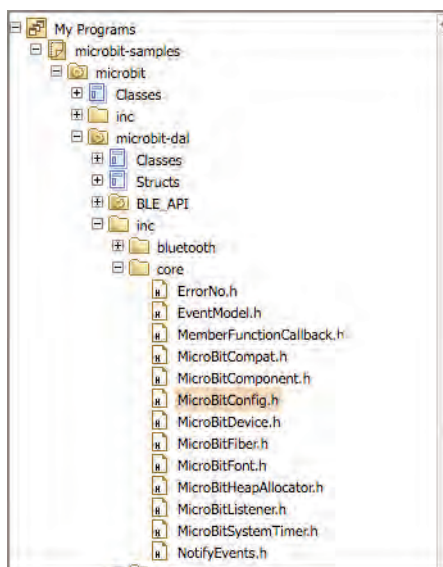 My Programs
microbit-samples
microbit
Classes
inc
microbit-dal
Classes
Structs
BLE_API
inc
bluetooth
core
ErrorNo.h
EventModel.h
MemberFunctionCallback.h
MicroBitCompat.h
MicroBitComponent.h
MicroBitConfig.h
MicroBitDevice.h
MicroBitFiber.h
MicroBitFont.h
MicroBitHeapAllocator.h
MicroBitListener.h
MicroBitSystemTimer.h
NotifyEvents.h